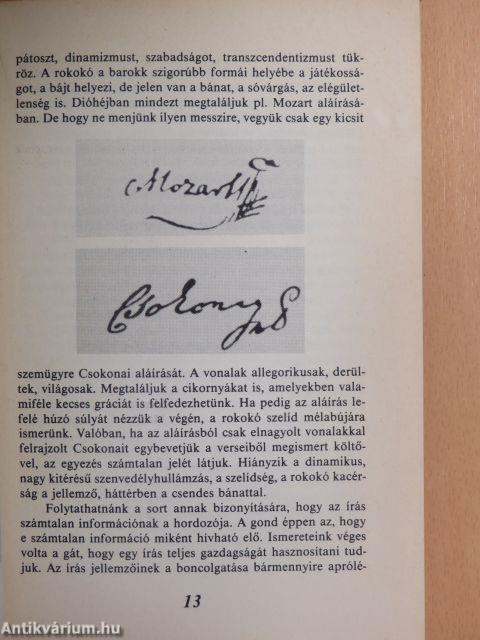 pátoszt, dinamizmust, szabadságot, transzcendentizmust tük-
röz. A rokokó a barokk szigorúbb formái helyébe a játékossá-
got, a bájt helyezi, de jelen van a bánat, a sóvárgás, az elégület-
lenség is. Dióhéjban mindezt megtaláljuk pl. Mozart aláírásá-
ban. De hogy ne menjünk ilyen messzire, vegyük csak egy kicsit
Mozart
Csokonay
szemügyre Csokonai aláírását. A vonalak allegorikusak, derül-
tek, világosak. Megtaláljuk a cikornyákat is, amelyekben vala-
miféle kecses gráciát is felfedezhetünk. Ha pedig az aláírás le-
felé húzó súlyát nézzük a végén, a rokokó szelíd mélabújára
ismerünk. Valóban, ha az aláírásból csak elnagyolt vonalakkal
felrajzolt Csokonait egybevetjük a verseiből megismert költő-
vel, az egyezés számtalan jelét látjuk. Hiányzik a dinamikus,
nagy kitérésű szenvedélyhullámzás, a szelídség, a rokokó kacér-
ság a jellemző, háttérben a csendes bánattal.
Folytathatnánk a sort annak bizonyítására, hogy az írás
számtalan információnak a hordozója. A gond éppen az, hogy
e számtalan információ miként hívható elő. Ismereteink véges
volta a gát, hogy egy írás teljes gazdagságát hasznosítani tud-
juk. Az írás jellemzőinek a boncolgatása bármennyire aprólé-
13
Antikvárium.hu